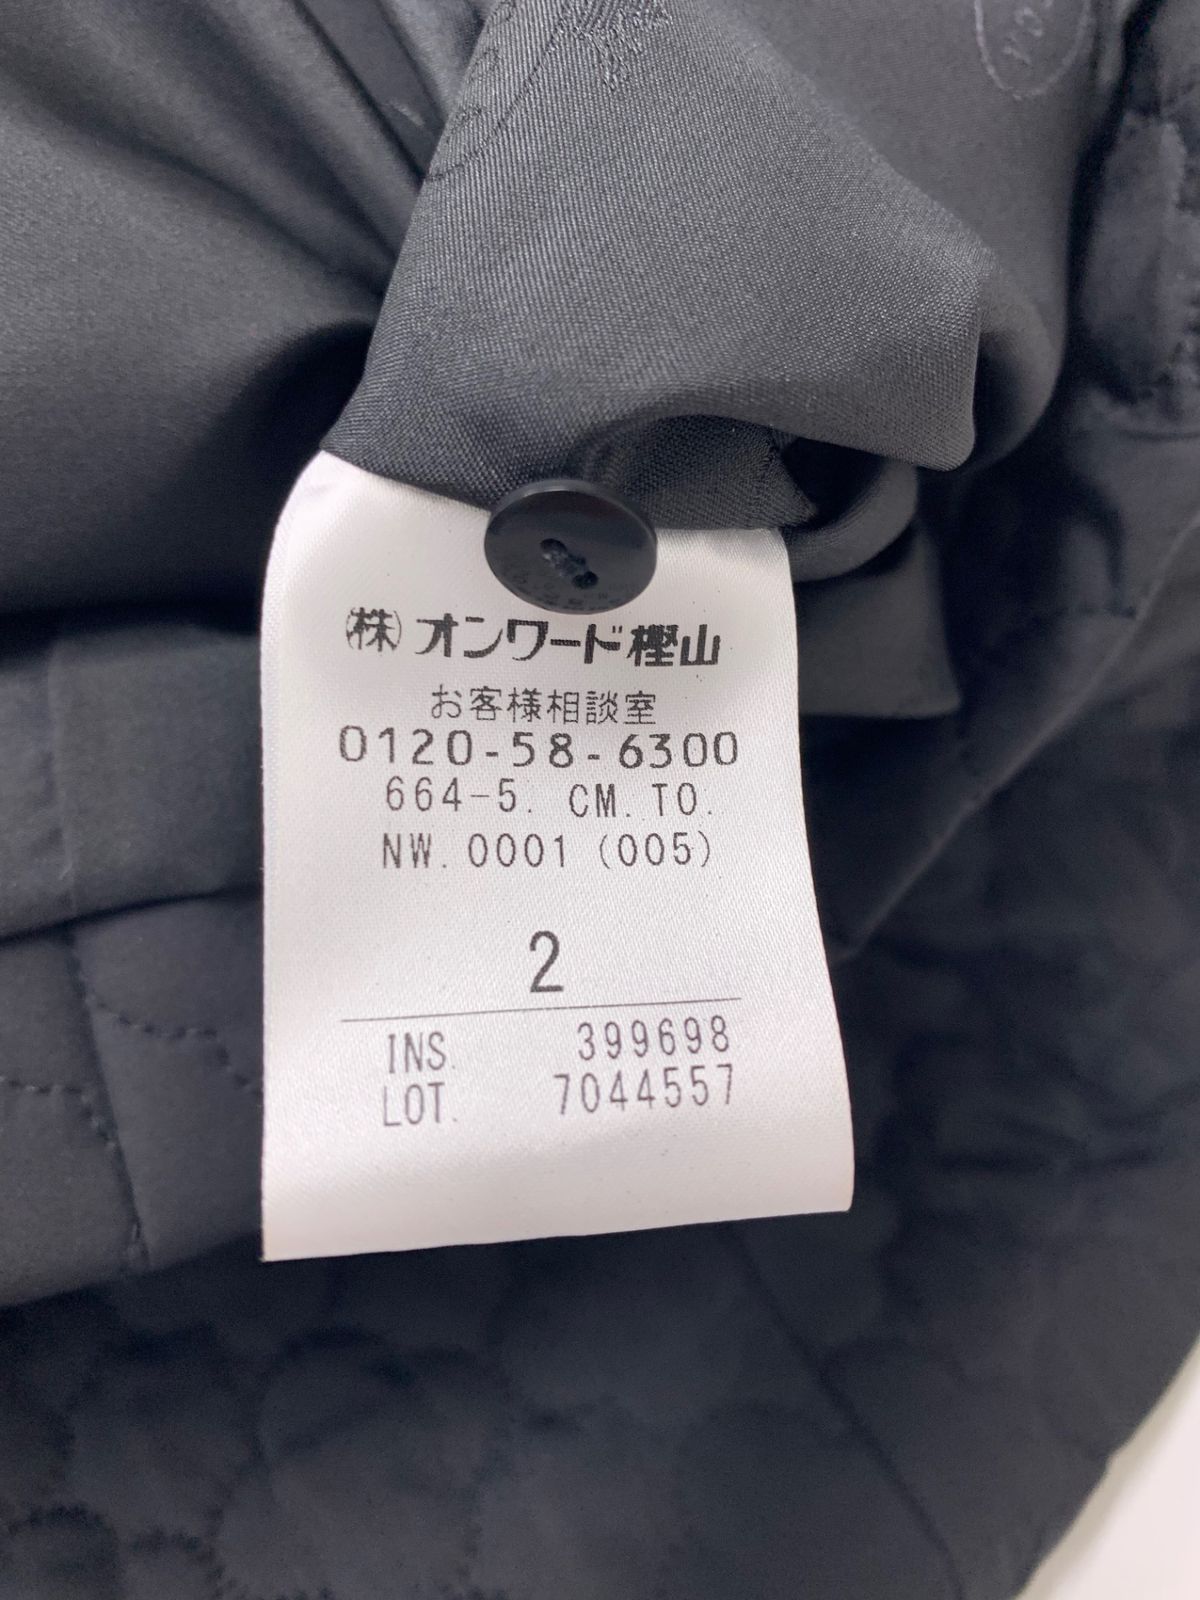 (株)オンワード樫山
お客様相談室
0120-58-6300
664-5. CM. TO.
NW. 0001 (005)
2
INS. 399698
LOT. 7044557